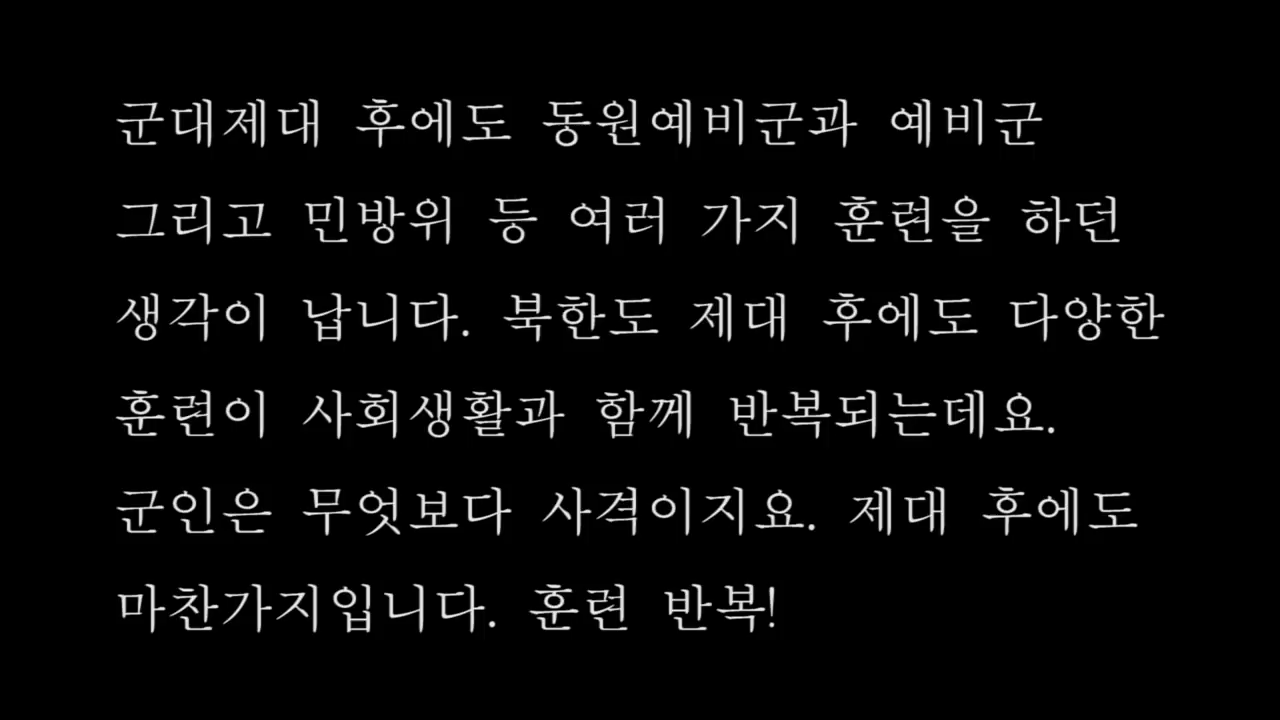 군대제대 후에도 동원예비군과 예비군
그리고 민방위 등 여러 가지 훈련을 하던
생각이 납니다. 북한도 제대 후에도 다양한
훈련이 사회생활과 함께 반복되는데요.
군인은 무엇보다 사격이지요. 제대 후에도
마찬가지입니다. 훈련 반복!